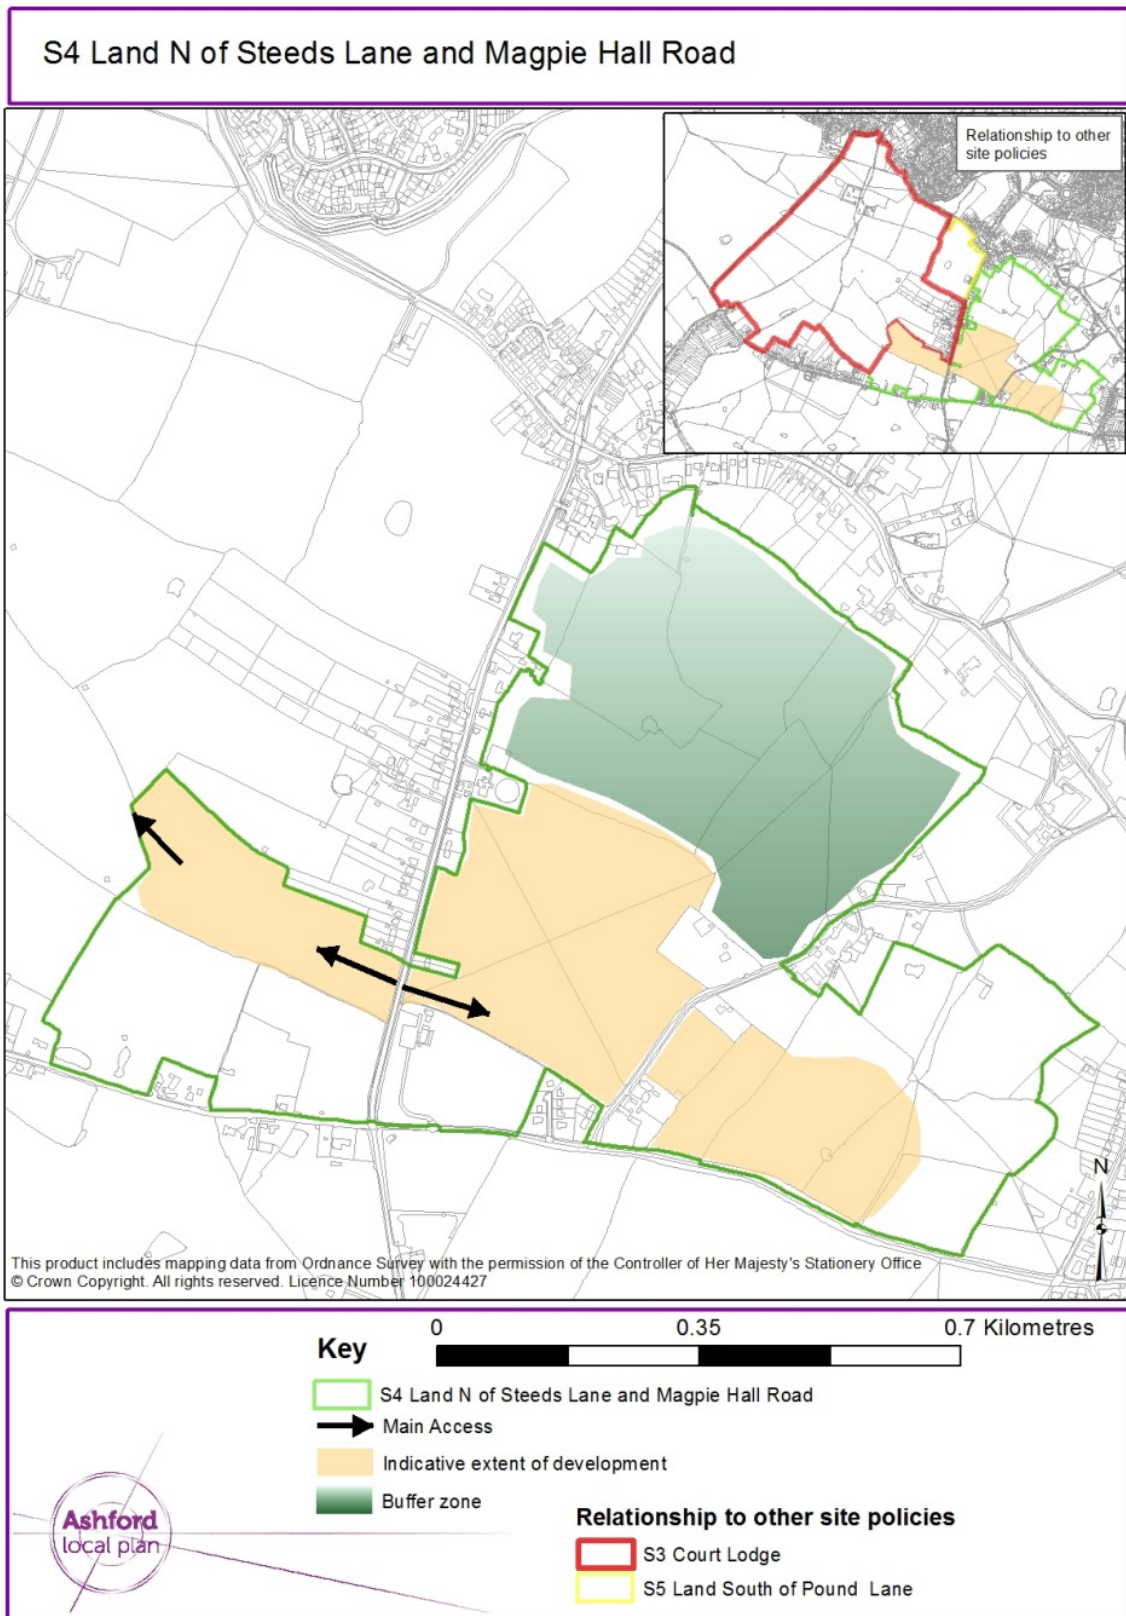 S4 Land N of Steeds Lane and Magpie Hall Road
Relationship to other
site policies
N
This product includes mapping data from Ordnance Survey with the permission of the Controller of Her Majesty's Stationery Office
© Crown Copyright. All rights reserved. Licence Number 100024427
0 0.35 0.7 Kilometres
Key
S4 Land N of Steeds Lane and Magpie Hall Road
Main Access
Indicative extent of development
Buffer zone
Relationship to other site policies
S3 Court Lodge
S5 Land South of Pound Lane
Ashford
local plan